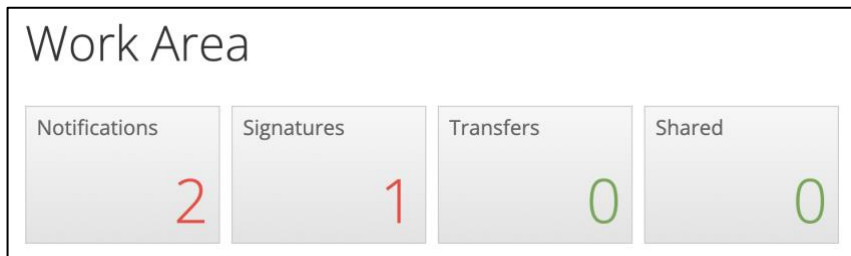 Work Area
Notifications
2
Signatures
1
Transfers
0
Shared
0